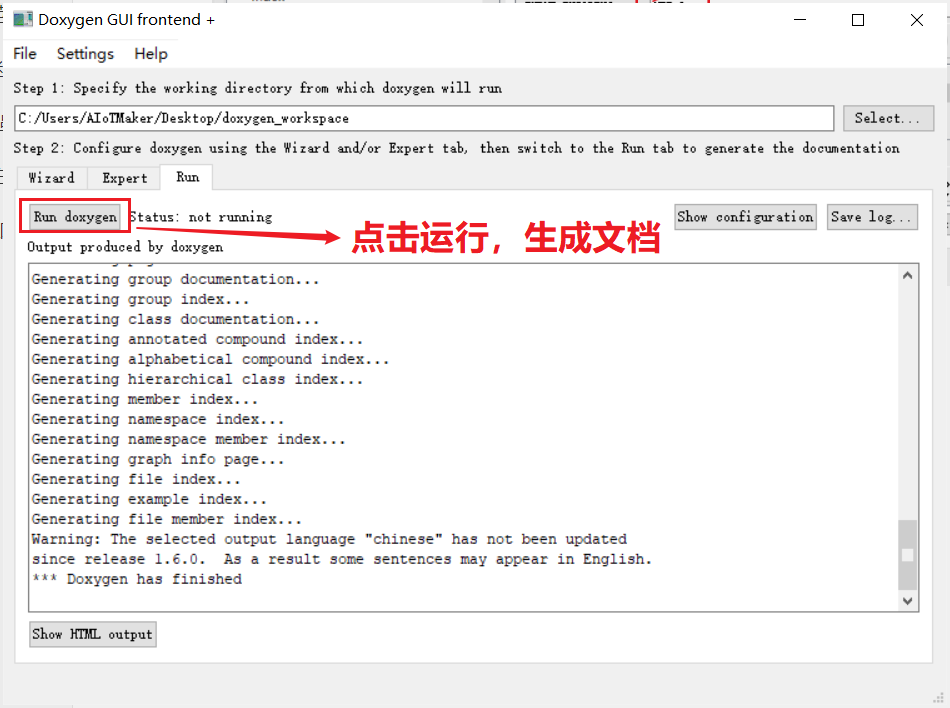 Doxygen GUI frontend +
File Settings Help
Step 1: Specify the working directory from which doxygen will run
C:/Users/AIoTMaker/Desktop/doxygen_workspace
Select...
Step 2: Configure doxygen using the Wizard and/or Expert tab, then switch to the Run tab to generate the documentation
Wizard Expert Run
Run doxygen Status: not running
Show configuration Save log...
点击运行，生成文档
Output produced by doxygen
Generating group documentation...
Generating group index...
Generating class documentation...
Generating annotated compound index...
Generating alphabetical compound index...
Generating hierarchical class index...
Generating member index...
Generating namespace index...
Generating namespace member index...
Generating graph info page...
Generating file index...
Generating example index...
Generating file member index...
Warning: The selected output language "chinese" has not been updated
since release 1.6.0.  As a result some sentences may appear in English.
*** Doxygen has finished
Show HTML output